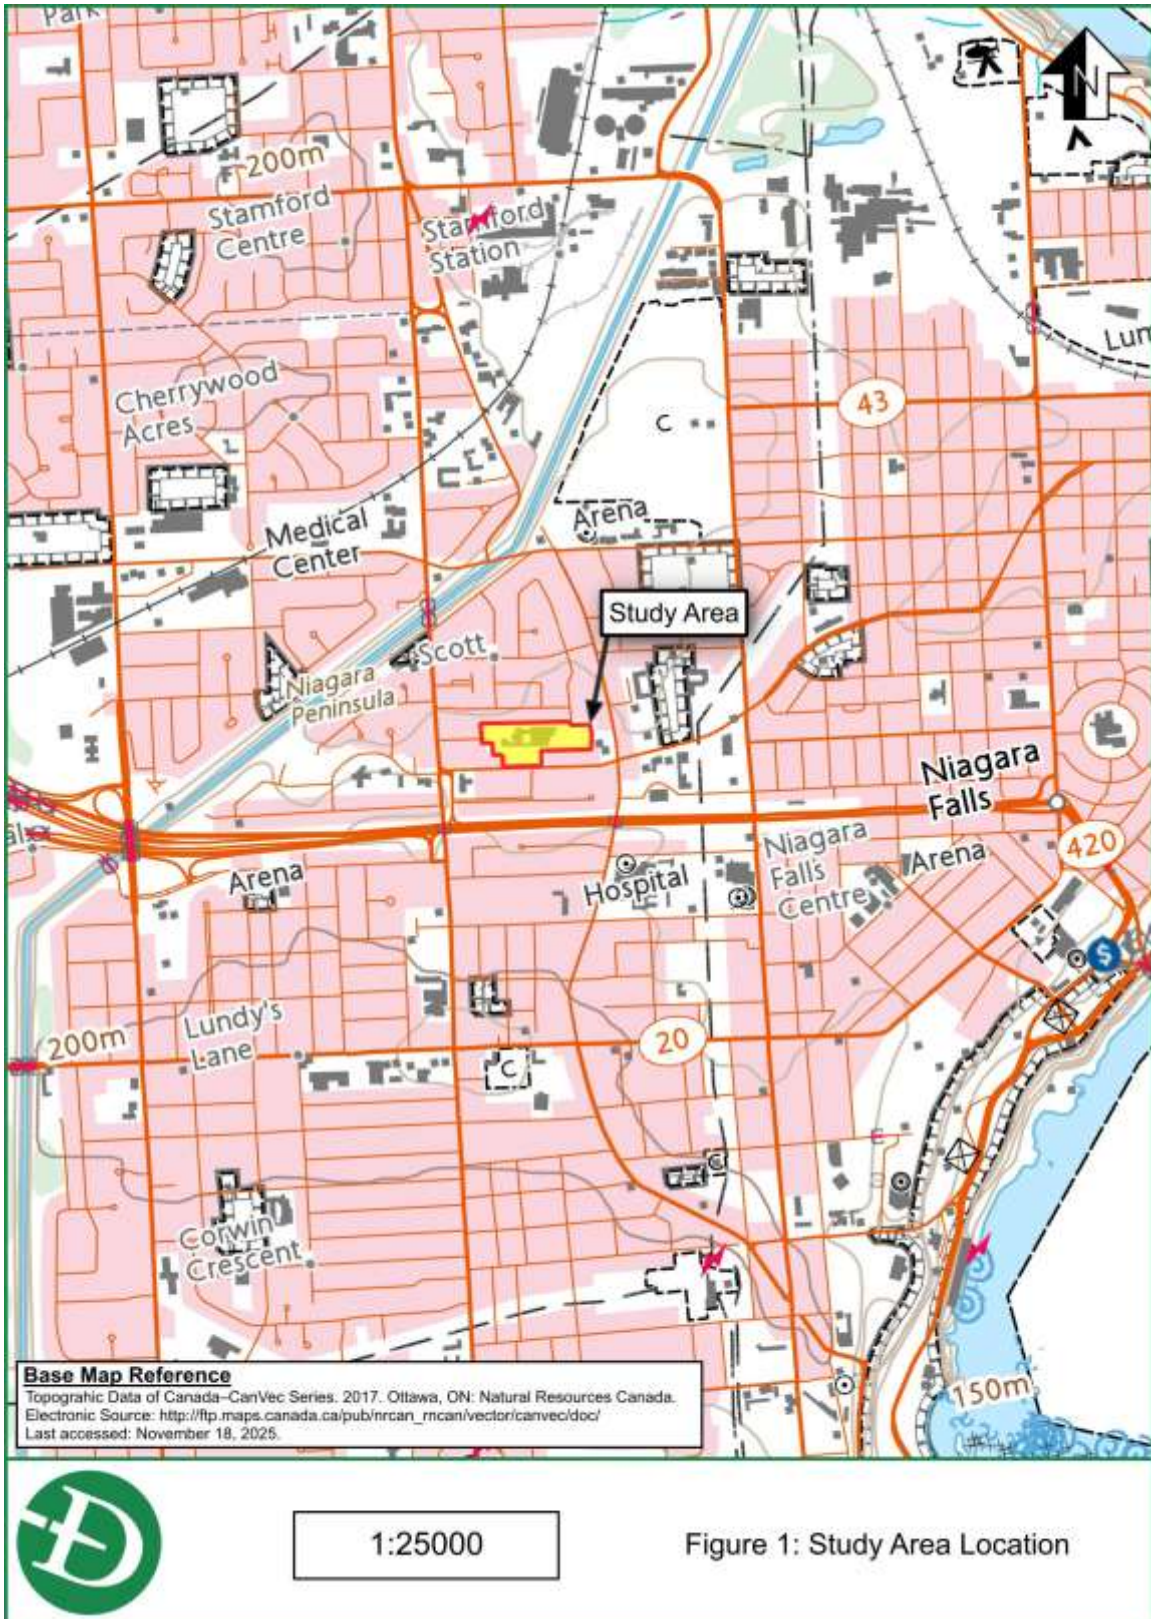 Park
N
200m
Stamford
Centre
Stamford
Station
Lun
Cherrywood
Acres
43
C
Medical
Center
Arena
Study Area
Scott
Niagara
Peninsula
Niagara
Falls
420
Arena
Hospital
Niagara
Falls
Centre
Arena
$
200m
Lundy's
Lane
20
C
C
Corwin
Crescent
150m
Base Map Reference
Topograhic Data of Canada–CanVec Series. 2017. Ottawa, ON: Natural Resources Canada.
Electronic Source: http://ftp.maps.canada.ca/pub/nrcan_rncan/vector/canvec/doc/
Last accessed: November 18, 2025.
D
1:25000
Figure 1: Study Area Location